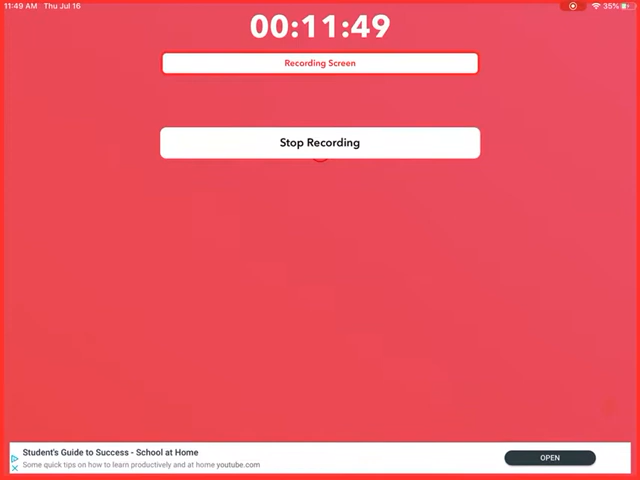 11:49 AM Thu Jul 16
35%
00:11:49
Recording Screen
Stop Recording
Student's Guide to Success - School at Home
Some quick tips on how to learn productively and at home youtube.com
OPEN